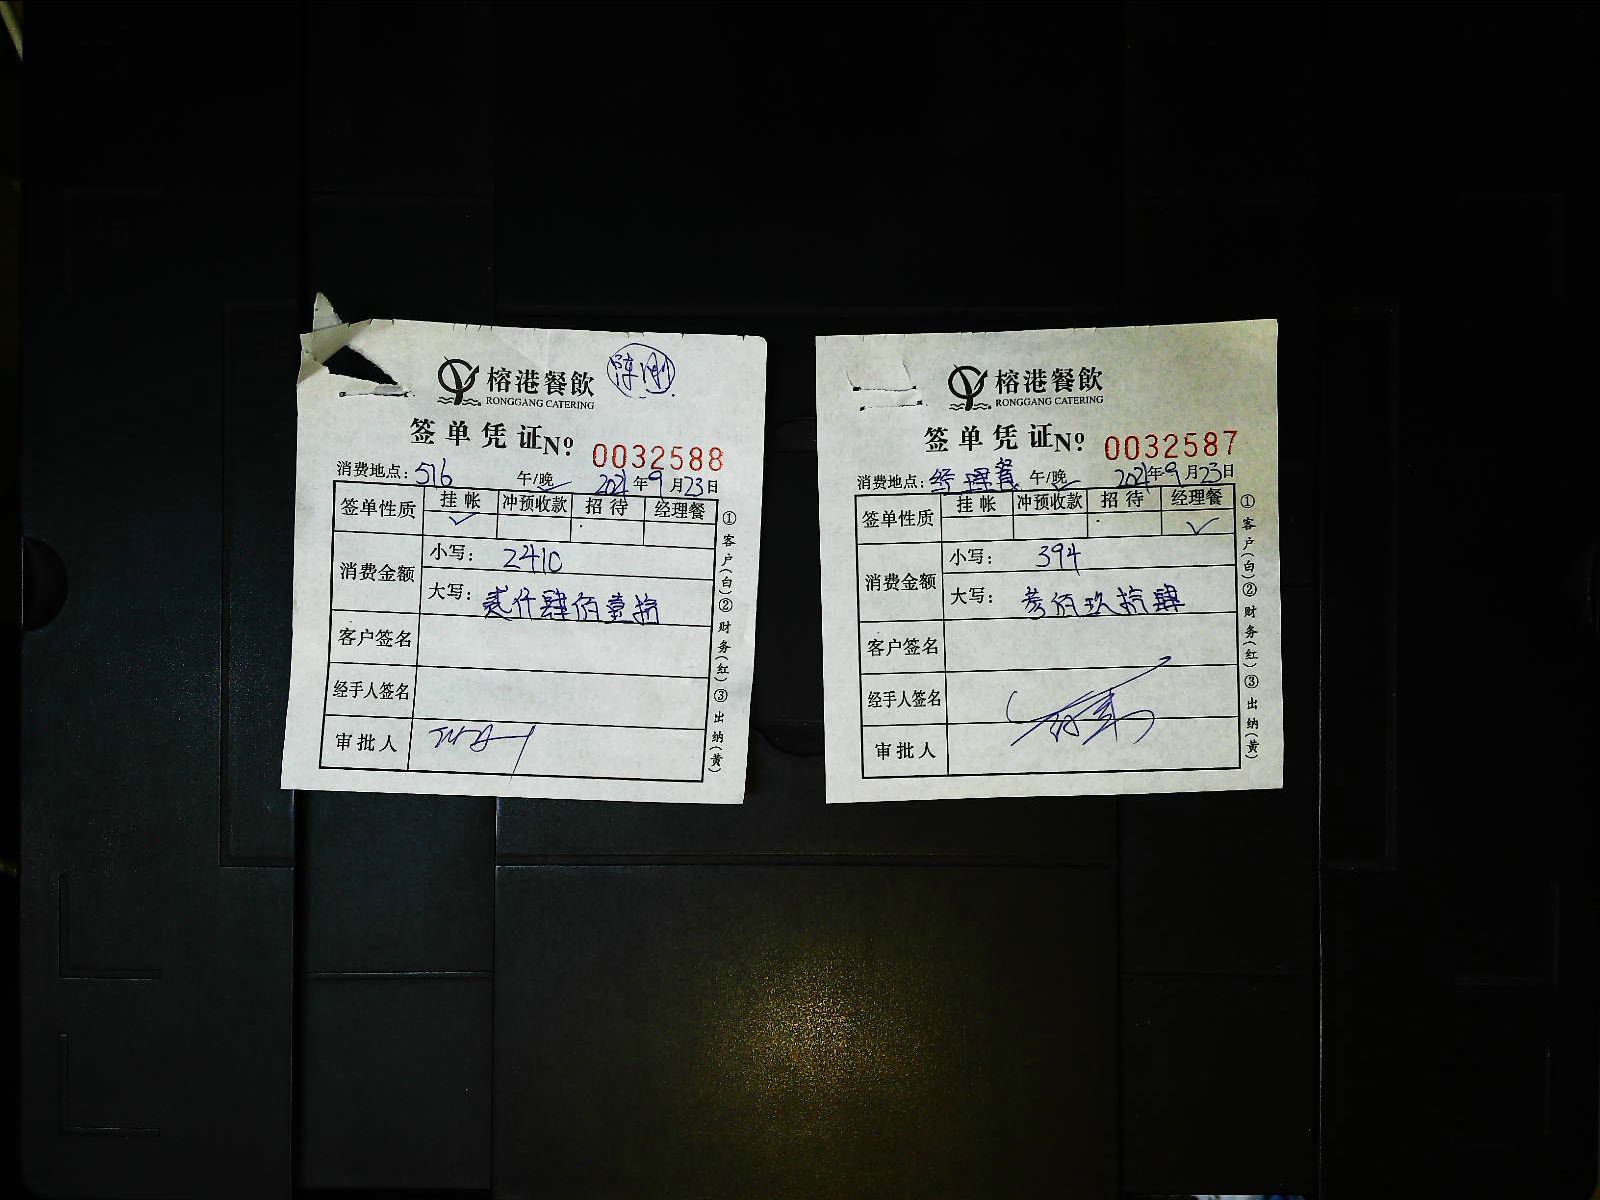 榕港餐飲
RONGGANG CATERING
陈刚
签单凭证No: 0032588
消费地点: 516 午/晚 2021年9月23日
签单性质 挂帐 冲预收款 招待 经理餐
✓
消费金额
小写: 2410
大写: 贰仟肆佰壹拾
客户签名
经手人签名
审批人
①客户(白)②财务(红)③出纳(黄)
榕港餐飲
RONGGANG CATERING
签单凭证No: 0032587
消费地点: 经理餐 午/晚 2021年9月23日
签单性质 挂帐 冲预收款 招待 经理餐
✓
消费金额
小写: 394
大写: 叁佰玖拾肆
客户签名
经手人签名
审批人
①客户(白)②财务(红)③出纳(黄)